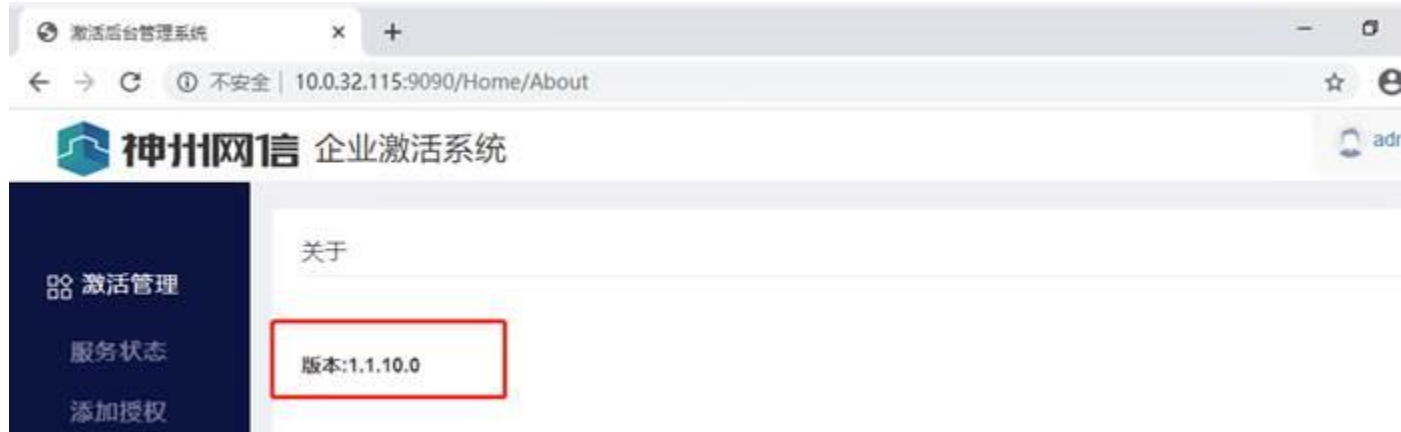 激活后台管理系统
不安全 | 10.0.32.115:9090/Home/About
神州网信 企业激活系统
adr
关于
激活管理
服务状态
版本:1.1.10.0
添加授权